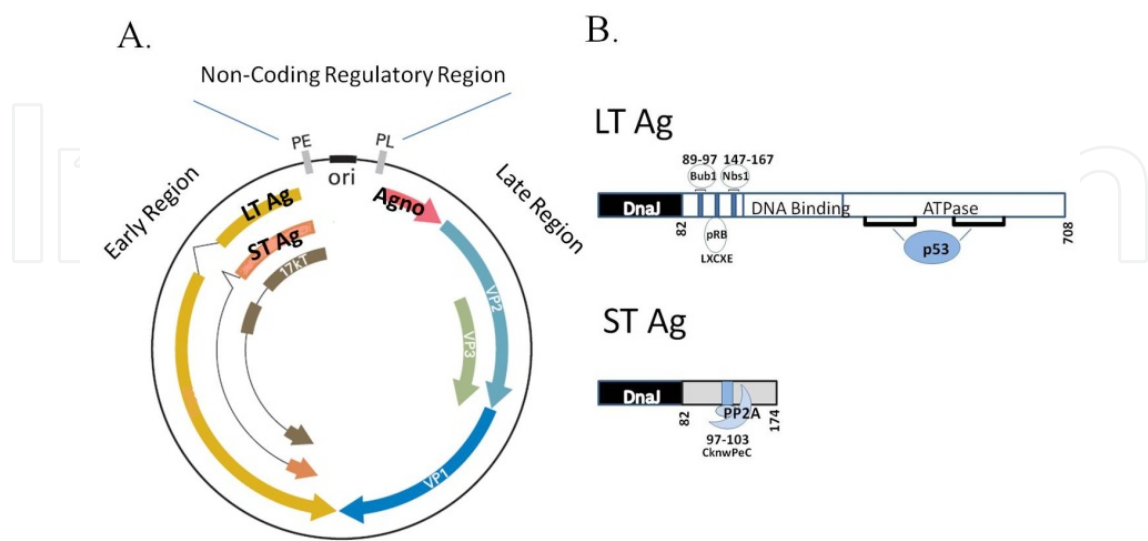 A.
Non-Coding Regulatory Region
PE
PL
ori
Early Region
Late Region
LT Ag
ST Ag
17kT
Agno
VP2
VP3
VP1
B.
LT Ag
89-97 147-167
Bub1 Nbs1
DnaJ DNA Binding ATPase
82
pRB
LXCXE
p53
708
ST Ag
DnaJ
PP2A
82
174
97-103
CknwPeC